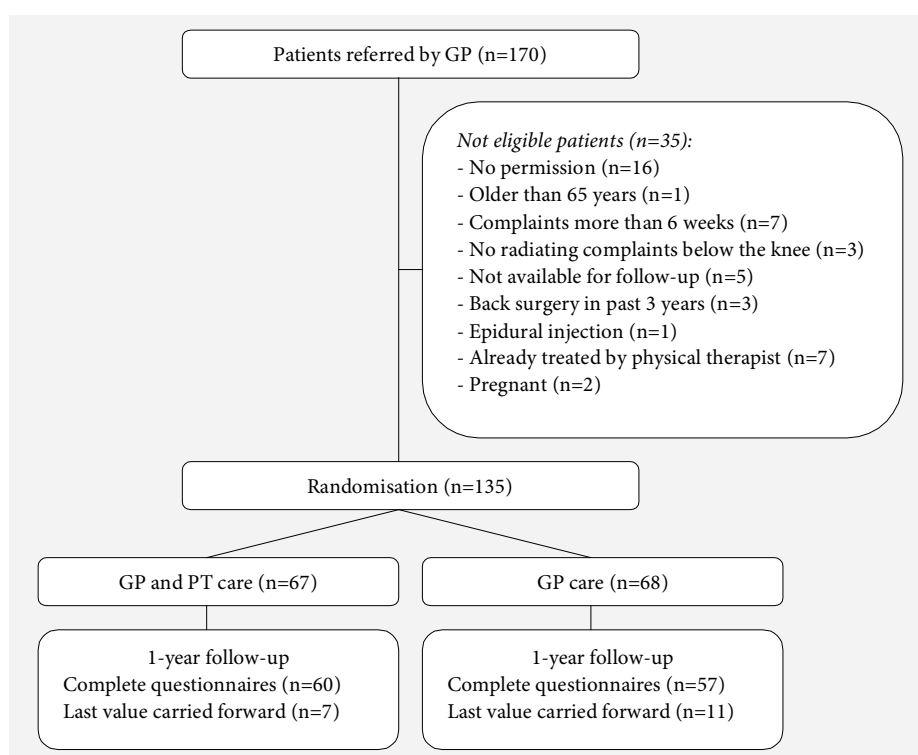 Patients referred by GP (n=170)
Not eligible patients (n=35):
- No permission (n=16)
- Older than 65 years (n=1)
- Complaints more than 6 weeks (n=7)
- No radiating complaints below the knee (n=3)
- Not available for follow-up (n=5)
- Back surgery in past 3 years (n=3)
- Epidural injection (n=1)
- Already treated by physical therapist (n=7)
- Pregnant (n=2)
Randomisation (n=135)
GP and PT care (n=67)
GP care (n=68)
1-year follow-up
Complete questionnaires (n=60)
Last value carried forward (n=7)
1-year follow-up
Complete questionnaires (n=57)
Last value carried forward (n=11)